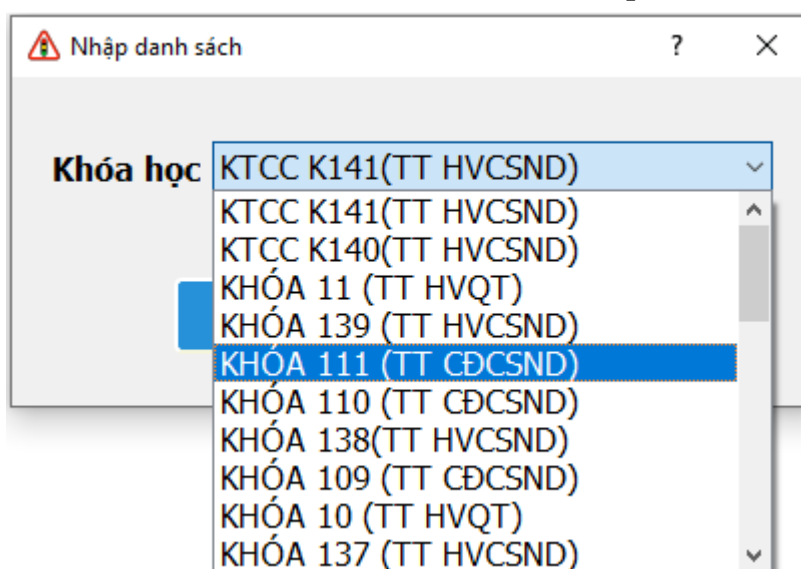 Nhập danh sách
?
Khóa học KTCC K141(TT HVCSND)
KTCC K141(TT HVCSND)
KTCC K140(TT HVCSND)
KHÓA 11 (TT HVQT)
KHÓA 139 (TT HVCSND)
KHÓA 111 (TT CĐCSND)
KHÓA 110 (TT CĐCSND)
KHÓA 138(TT HVCSND)
KHÓA 109 (TT CĐCSND)
KHÓA 10 (TT HVQT)
KHÓA 137 (TT HVCSND)